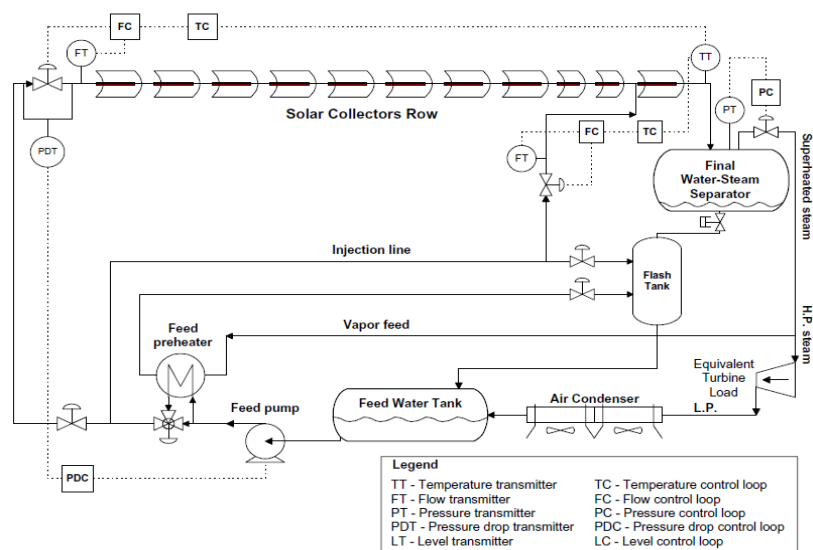 FC
TC
FT
TT
PC
PT
Solar Collectors Row
PDT
FC
TC
FT
Final
Water-Steam
Separator
Superheated steam
Injection line
Flash
Tank
Feed
preheater
Vapor feed
H.P. steam
Equivalent
Turbine
Load
Feed pump
Feed Water Tank
Air Condenser
L.P.
PDC
Legend
TT - Temperature transmitter
FT - Flow transmitter
PT - Pressure transmitter
PDT - Pressure drop transmitter
LT - Level transmitter
TC - Temperature control loop
FC - Flow control loop
PC - Pressure control loop
PDC - Pressure drop control loop
LC - Level control loop